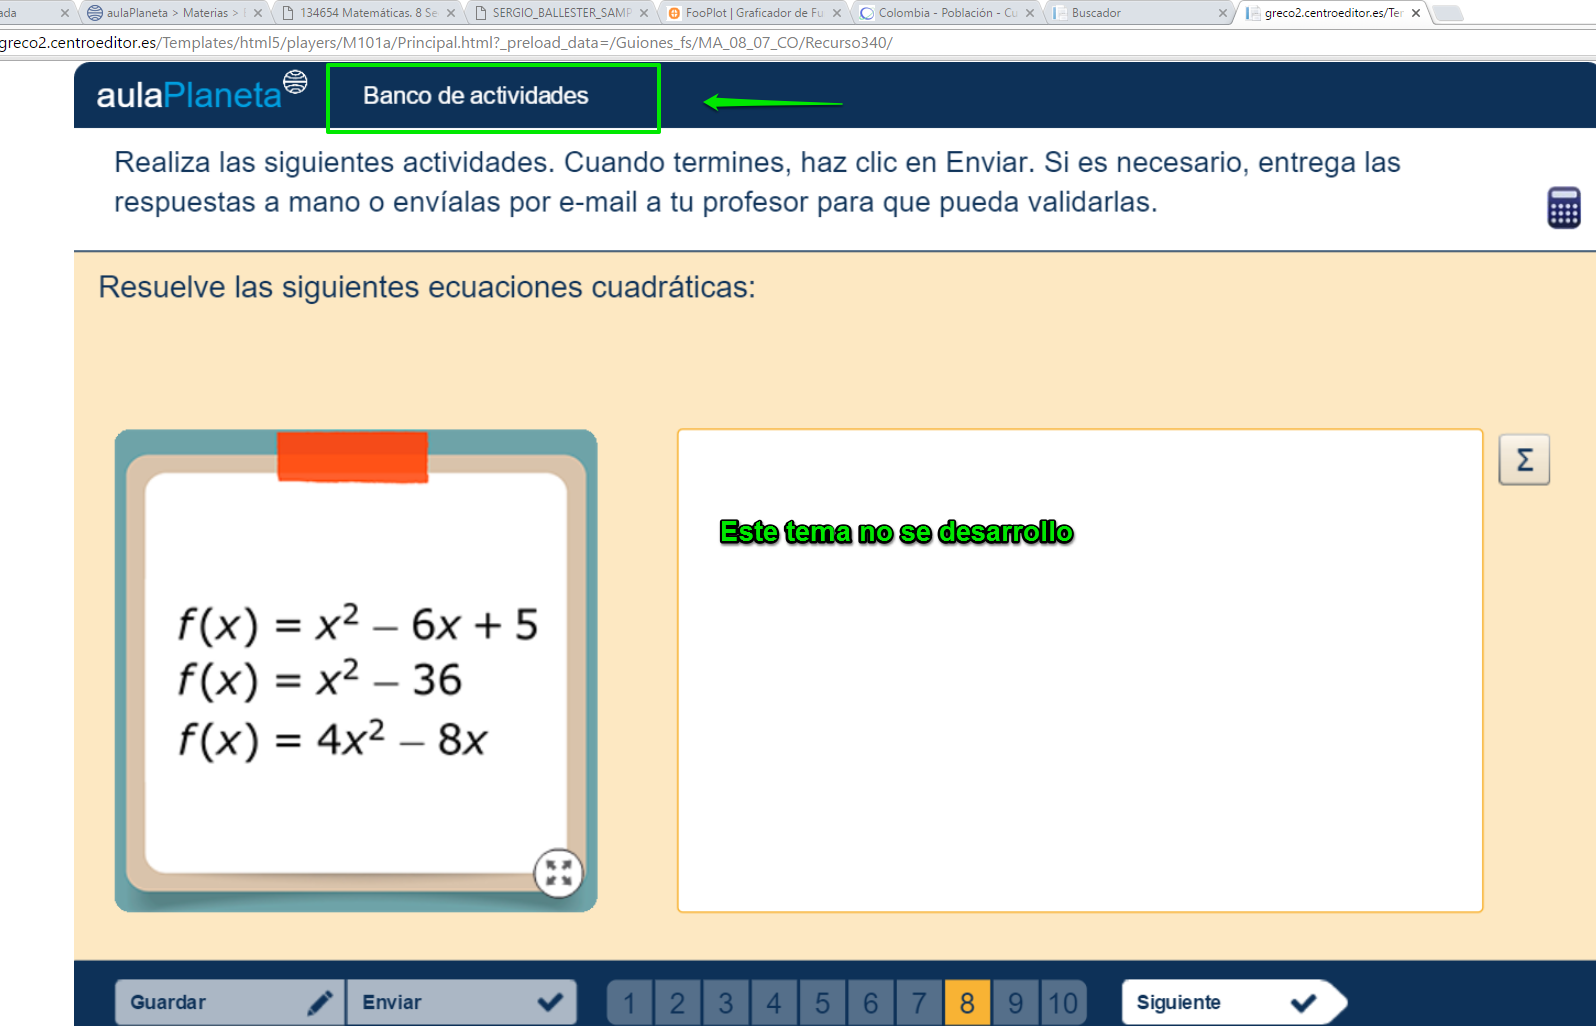 ada
aulaPlaneta > Materias >
134654 Matemáticas. 8 Se
SERGIO_BALLESTER_SAMP
FooPlot | Graficador de Fu
Colombia - Población - Cu
Buscador
greco2.centroeditor.es/Ter
greco2.centroeditor.es/Templates/html5/players/M101a/Principal.html?_preload_data=/Guiones_fs/MA_08_07_CO/Recurso340/
aulaPlaneta
Banco de actividades
Realiza las siguientes actividades. Cuando termines, haz clic en Enviar. Si es necesario, entrega las
respuestas a mano o envíalas por e-mail a tu profesor para que pueda validarlas.
Resuelve las siguientes ecuaciones cuadráticas:
Σ
Este tema no se desarrollo
f(x) = x² – 6x + 5
f(x) = x² – 36
f(x) = 4x² – 8x
Guardar
Enviar
1 2 3 4 5 6 7 8 9 10
Siguiente